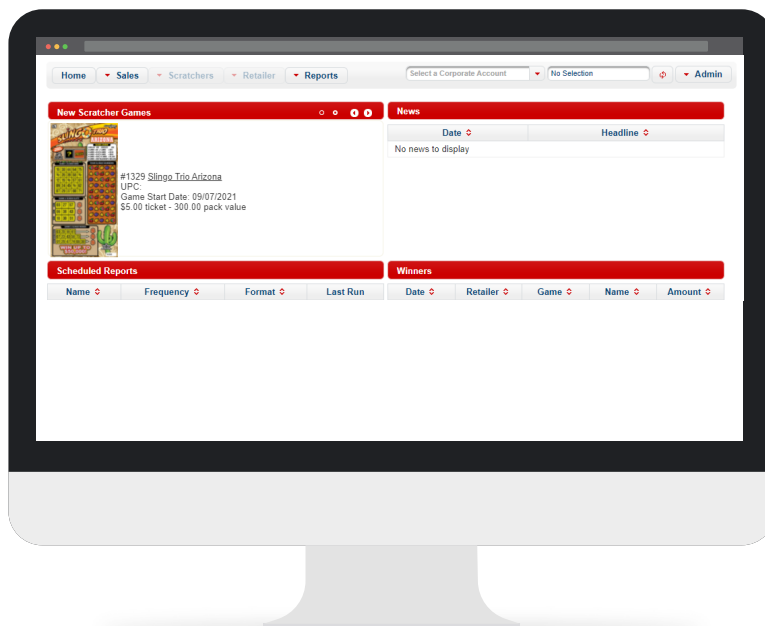 Home Sales Scratchers Retailer Reports Select a Corporate Account No Selection Admin
New Scratcher Games
#1329 Slingo Trio Arizona
UPC:
Game Start Date: 09/07/2021
$5.00 ticket - 300.00 pack value
News
Date Headline
No news to display
Scheduled Reports
Name Frequency Format Last Run
Winners
Date Retailer Game Name Amount